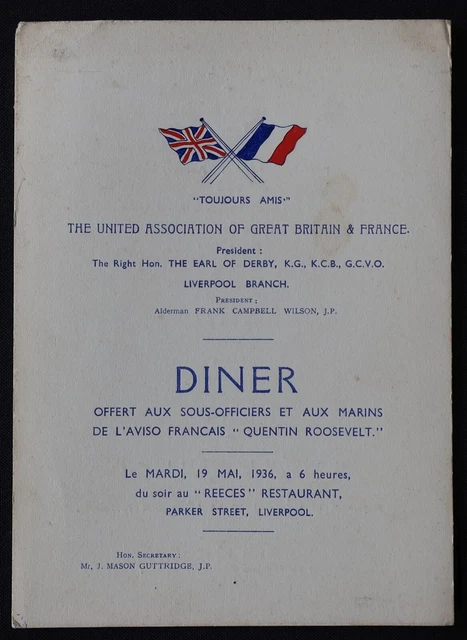 "TOUJOURS AMIS"
THE UNITED ASSOCIATION OF GREAT BRITAIN & FRANCE.
President :
The Right Hon. THE EARL OF DERBY, K.G., K.C.B., G.C.V.O.
LIVERPOOL BRANCH.
PRESIDENT :
Alderman FRANK CAMPBELL WILSON, J.P.
DINER
OFFERT AUX SOUS-OFFICIERS ET AUX MARINS
DE L'AVISO FRANCAIS "QUENTIN ROOSEVELT."
Le MARDI, 19 MAI, 1936, a 6 heures,
du soir au "REECES" RESTAURANT,
PARKER STREET, LIVERPOOL.
HON. SECRETARY :
Mr. J. MASON GUTTRIDGE, J.P.